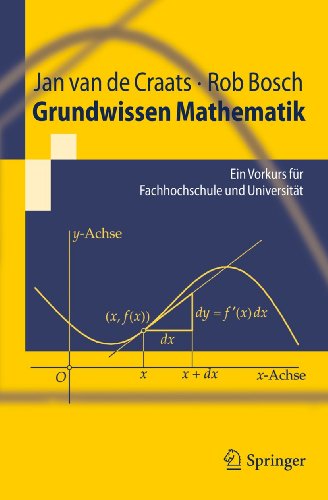 Jan van de Craats · Rob Bosch
Grundwissen Mathematik
Ein Vorkurs für
Fachhochschule und Universität
y-Achse
(x, f(x))
dy = f ′(x) dx
dx
O
x
x + dx
x-Achse
Springer